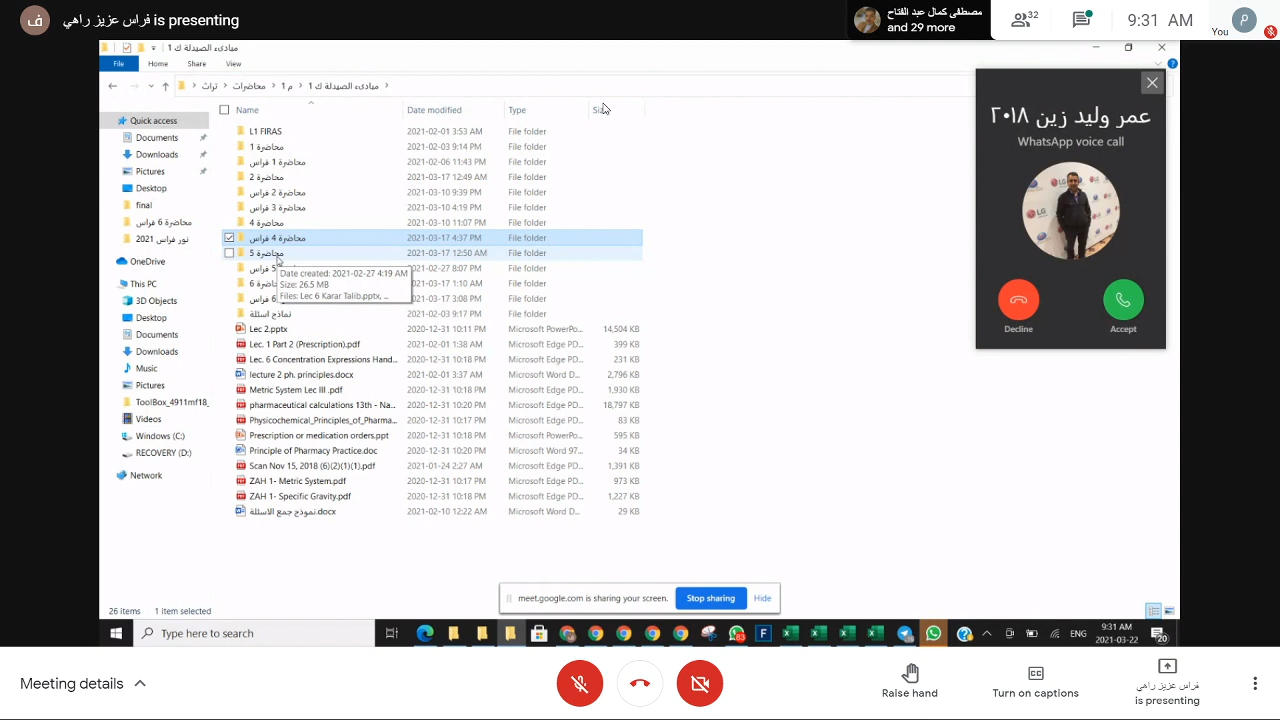 ف
فراس عزيز راهي is presenting
مصطفى كمال عبد الفتاح
and 29 more
32
9:31 AM
You
P
مبادىء الصيدلة ك 1
File Home Share View
تراث > محاضرات > م 1 > مبادىء الصيدلة ك 1
Name Date modified Type Size
Quick access
Documents
Downloads
Pictures
Desktop
final
محاضرة 6 فراس
نور فراس 2021
OneDrive
This PC
3D Objects
Desktop
Documents
Downloads
Music
Pictures
ToolBox_4911mf18_
Videos
Windows (C:)
RECOVERY (D:)
Network
L1 FIRAS 2021-02-01 3:53 AM File folder
محاضرة 1 2021-02-03 9:14 PM File folder
محاضرة 1 فراس 2021-02-06 11:43 PM File folder
محاضرة 2 2021-03-17 12:49 AM File folder
محاضرة 2 فراس 2021-03-10 9:39 PM File folder
محاضرة 3 فراس 2021-03-10 9:40 PM File folder
محاضرة 4 2021-03-10 11:07 PM File folder
محاضرة 4 فراس 2021-03-17 4:37 PM File folder
محاضرة 5 2021-03-17 12:50 AM File folder
2021-02-27 8:07 PM File folder
2021-03-17 1:10 AM File folder
2021-03-17 3:08 PM File folder
Date created: 2021-02-27 4:19 AM
Size: 26.5 MB
Files: Lec 6 Karar Talib.pptx, ...
نماذج اسئلة 2021-02-03 9:17 PM File folder
Lec 2.pptx 2020-12-31 10:11 PM Microsoft PowerPo... 14,504 KB
Lec. 1 Part 2 (Prescription).pdf 2021-02-01 1:38 AM Microsoft Edge PD... 399 KB
Lec. 6 Concentration Expressions Hand... 2020-12-31 10:18 PM Microsoft Edge PD... 231 KB
lecture 2 ph. principles.docx 2021-02-01 3:37 AM Microsoft Word D... 2,796 KB
Metric System Lec III .pdf 2020-12-31 10:18 PM Microsoft Edge PD... 1,930 KB
pharmaceutical calculations 13th - Na... 2020-12-31 10:20 PM Microsoft Edge PD... 18,797 KB
Physicochemical_Principles_of_Pharma... 2020-12-31 10:17 PM Microsoft Edge PD... 83 KB
Prescription or medication orders.ppt 2020-12-31 10:18 PM Microsoft PowerPo... 595 KB
Principle of Pharmacy Practice.doc 2020-12-31 10:20 PM Microsoft Word 97... 34 KB
Scan Nov 15, 2018 (6)(2)(1)(1).pdf 2021-01-24 2:27 AM Microsoft Edge PD... 1,391 KB
ZAH 1- Metric System.pdf 2020-12-31 10:17 PM Microsoft Edge PD... 973 KB
ZAH 1- Specific Gravity.pdf 2020-12-31 10:18 PM Microsoft Edge PD... 1,227 KB
نموذج جمع الاسئلة.docx 2021-02-10 12:22 AM Microsoft Word D... 29 KB
عمر وليد زين ٢٠١٨
WhatsApp voice call
Decline Accept
meet.google.com is sharing your screen. Stop sharing Hide
26 items 1 item selected
Type here to search
83
F
ENG
9:31 AM
2021-03-22
20
Meeting details
Raise hand
Turn on captions
فراس عزيز راهي
is presenting